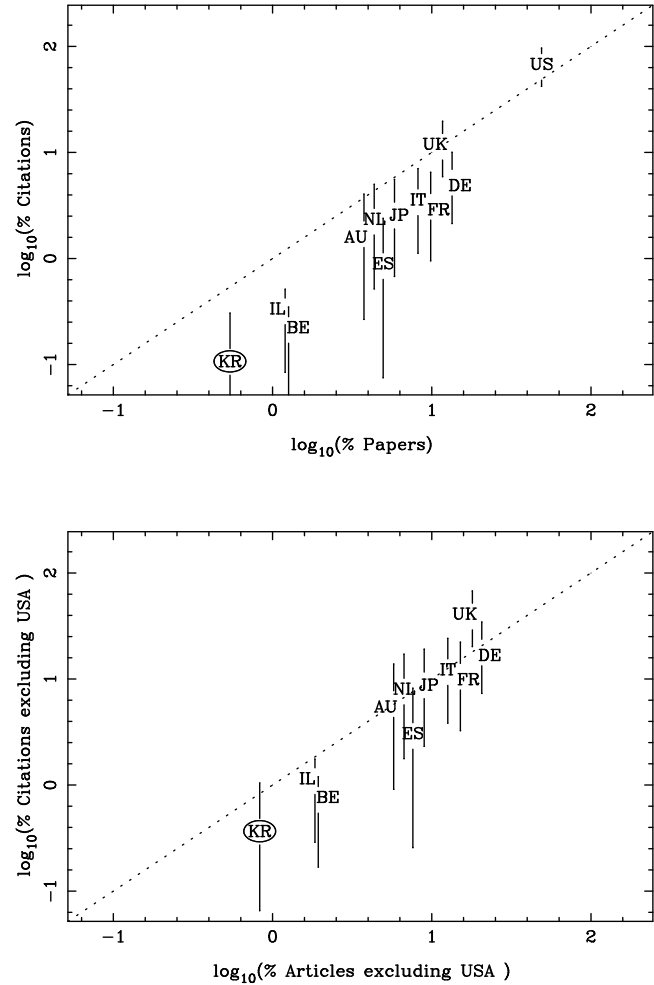 2
US
UK
1
DE
IT
NL
JP
FR
AU
ES
0
IL
BE
KR
−1
−1 0 1 2
log10(% Citations)
log10(% Papers)
2
UK
DE
IT
1
NL
JP
FR
AU
ES
IL
0
BE
KR
−1
−1 0 1 2
log10(% Citations excluding USA )
log10(% Articles excluding USA )